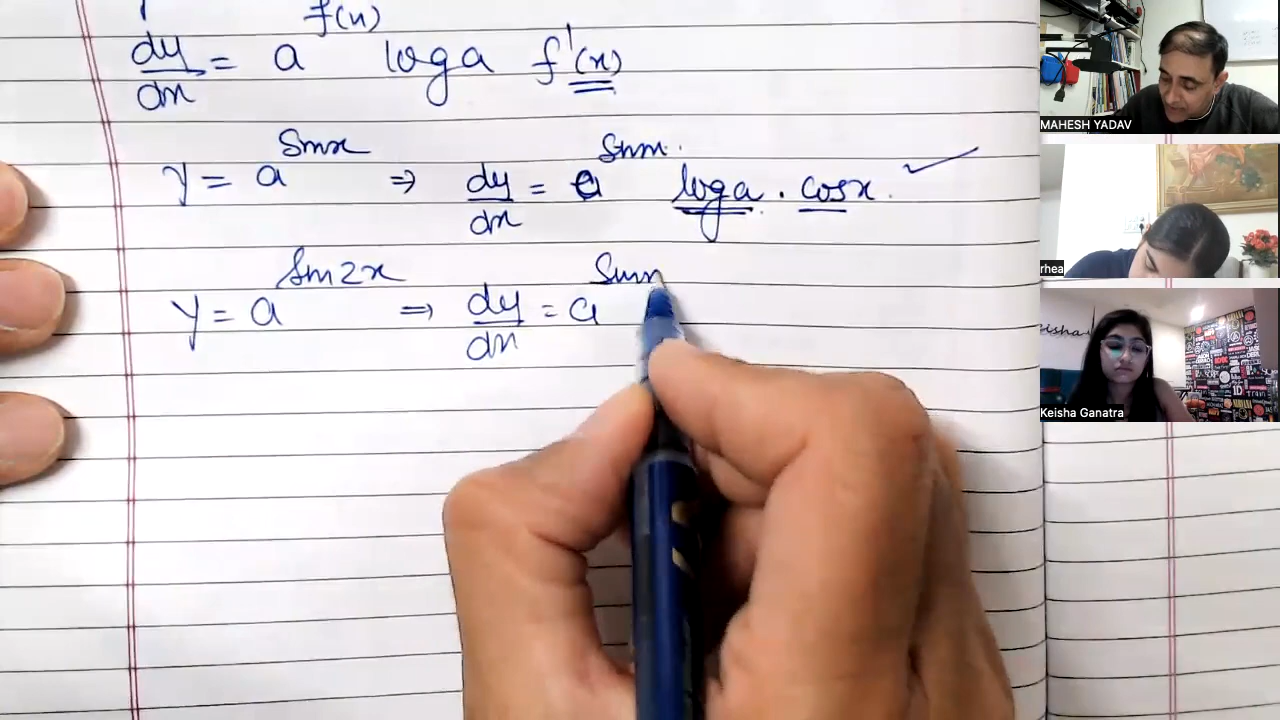 f(x)
dy/dx = a log a f'(x)
y = a^sin x ⇒ dy/dx = a^sin x log a . cos x
y = a^sin 2x ⇒ dy/dx = a^sin
MAHESH YADAV
rhea
Keisha Ganatra